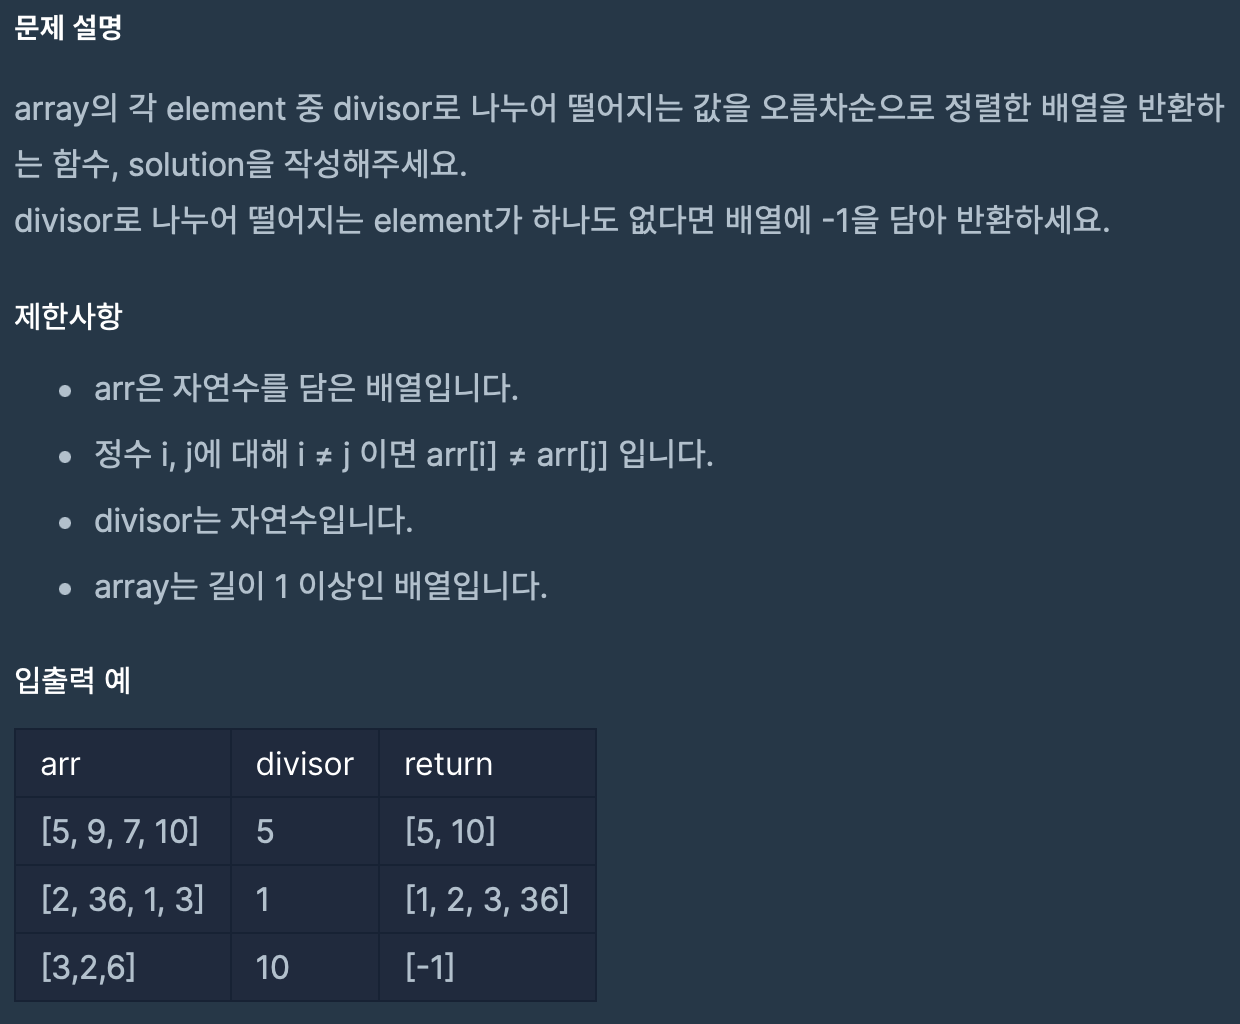 문제 설명
array의 각 element 중 divisor로 나누어 떨어지는 값을 오름차순으로 정렬한 배열을 반환하
는 함수, solution을 작성해주세요.
divisor로 나누어 떨어지는 element가 하나도 없다면 배열에 -1을 담아 반환하세요.
제한사항
• arr은 자연수를 담은 배열입니다.
• 정수 i, j에 대해 i ≠ j 이면 arr[i] ≠ arr[j] 입니다.
• divisor는 자연수입니다.
• array는 길이 1 이상인 배열입니다.
입출력 예
arr divisor return
[5, 9, 7, 10] 5 [5, 10]
[2, 36, 1, 3] 1 [1, 2, 3, 36]
[3,2,6] 10 [-1]